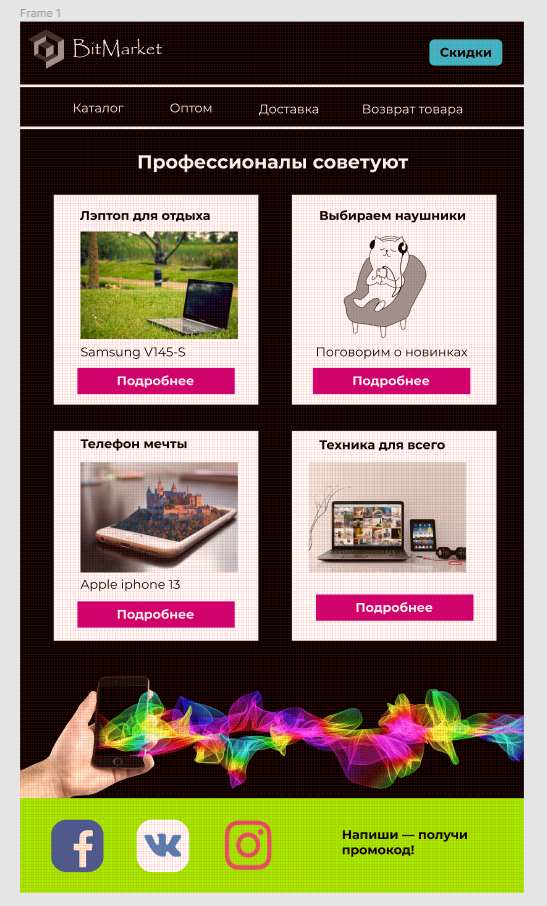 Frame 1
BitMarket
Скидки
Каталог
Оптом
Доставка
Возврат товара
Профессионалы советуют
Лэптоп для отдыха
Выбираем наушники
Samsung V145-S
Поговорим о новинках
Подробнее
Подробнее
Телефон мечты
Техника для всего
Apple iphone 13
Подробнее
Подробнее
Напиши — получи
промокод!